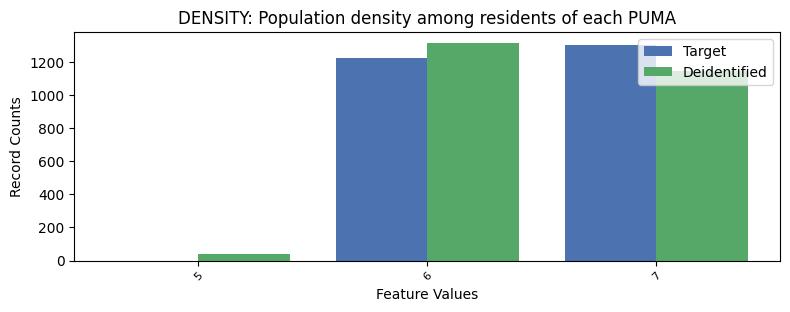 DENSITY: Population density among residents of each PUMA
Target
Deidentified
Record Counts
1200
1000
800
600
400
200
0
5
6
7
Feature Values